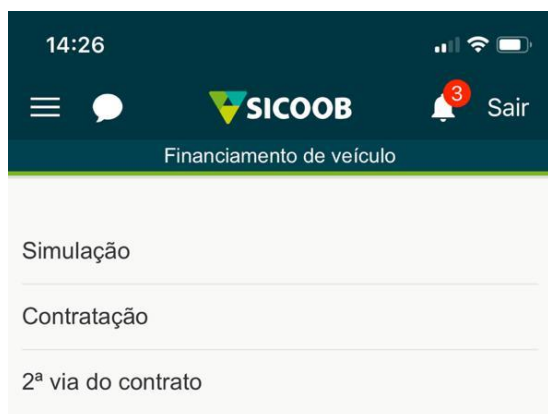 14:26
SICOOB
3
Sair
Financiamento de veículo
Simulação
Contratação
2ª via do contrato